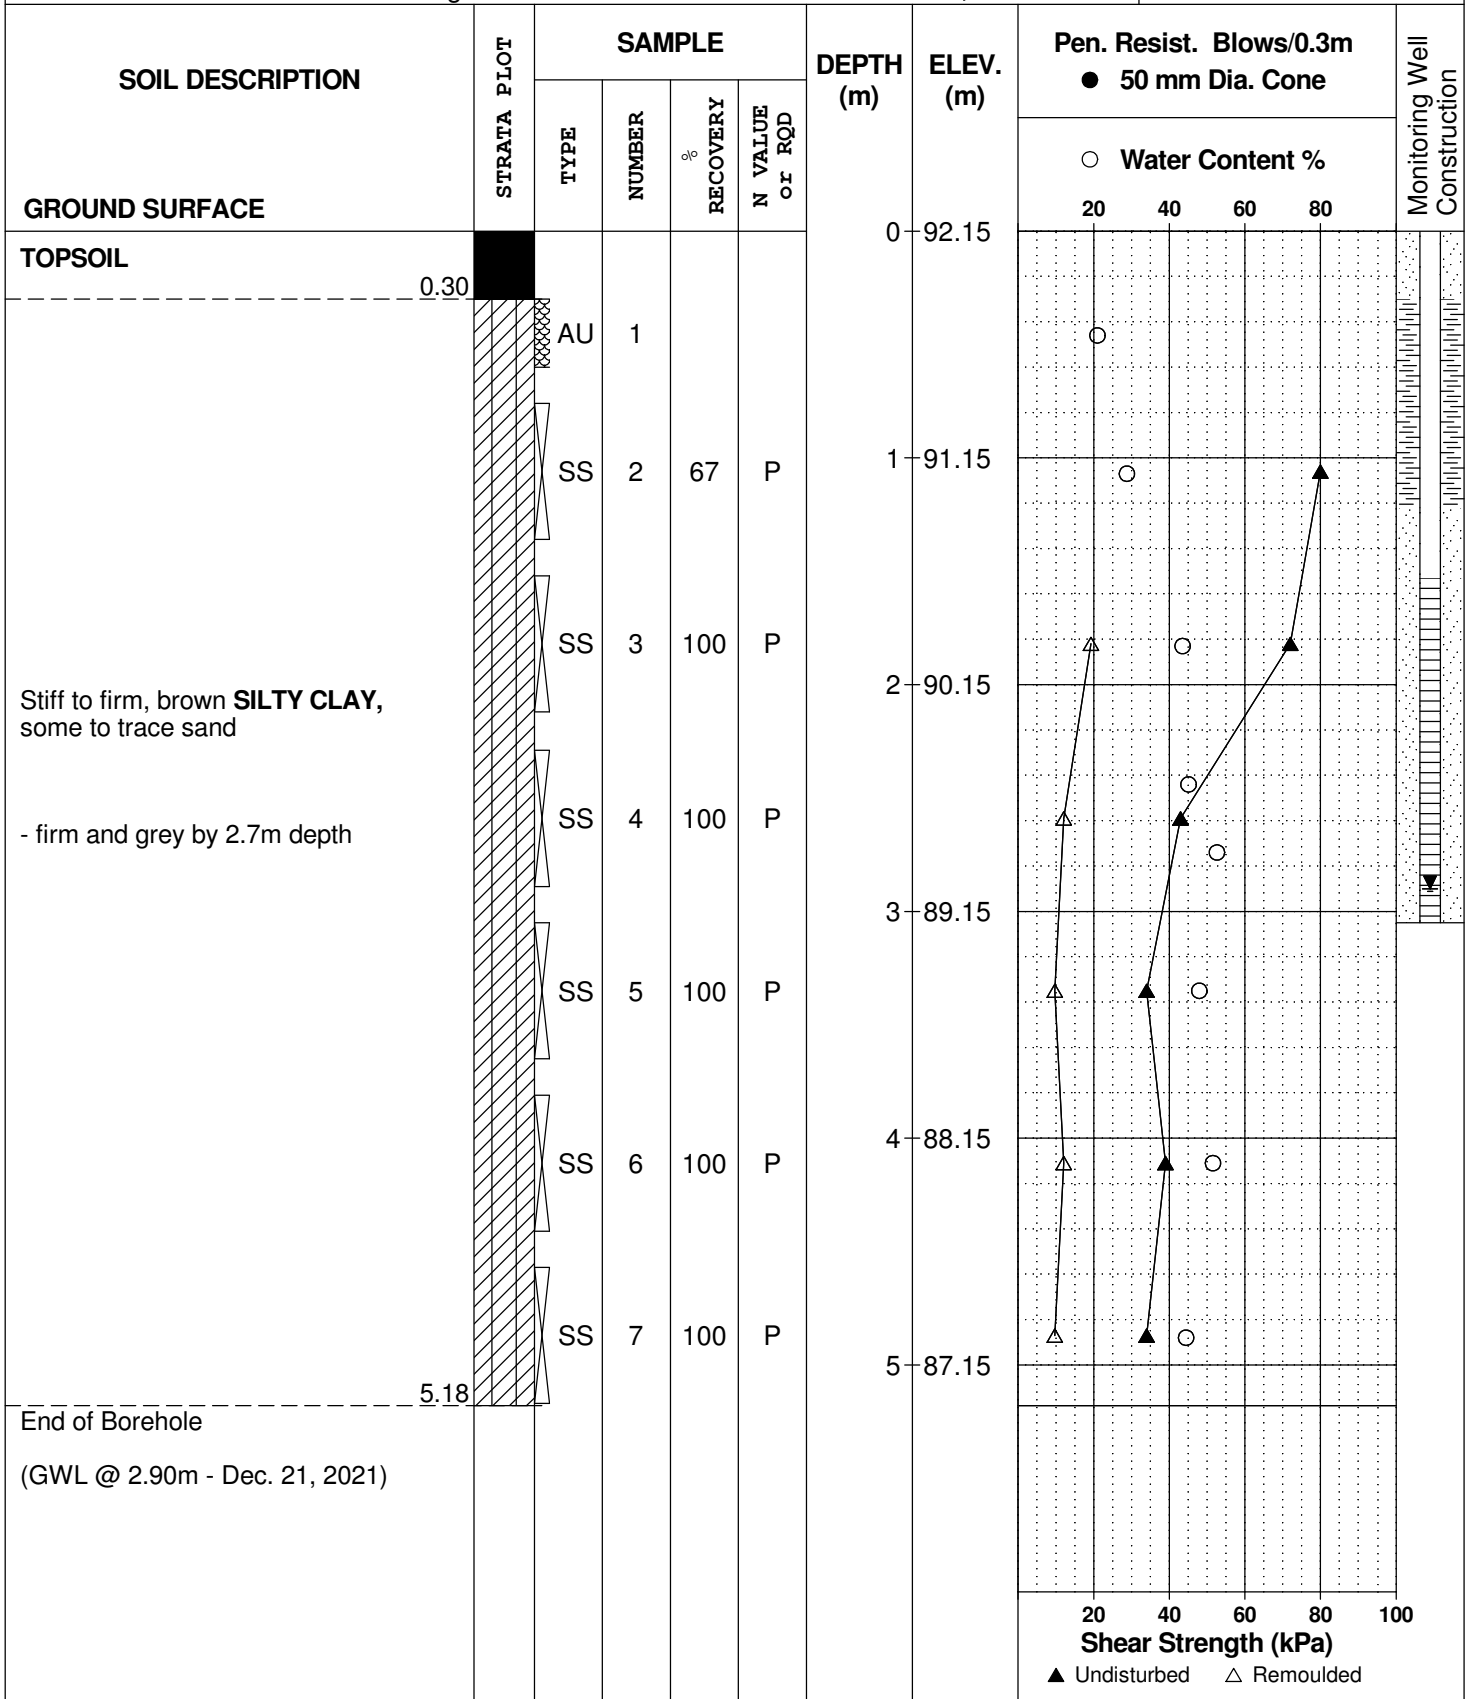 SOIL DESCRIPTION
GROUND SURFACE
STRATA PLOT
SAMPLE
TYPE
NUMBER
%
RECOVERY
N VALUE
or RQD
DEPTH
(m)
ELEV.
(m)
Pen. Resist. Blows/0.3m
● 50 mm Dia. Cone
○ Water Content %
20 40 60 80
Monitoring Well
Construction
0 92.15
TOPSOIL
0.30
AU 1
1 91.15
SS 2 67 P
SS 3 100 P
2 90.15
Stiff to firm, brown SILTY CLAY,
some to trace sand
SS 4 100 P
- firm and grey by 2.7m depth
3 89.15
SS 5 100 P
4 88.15
SS 6 100 P
SS 7 100 P
5 87.15
5.18
End of Borehole
(GWL @ 2.90m - Dec. 21, 2021)
20 40 60 80 100
Shear Strength (kPa)
▲ Undisturbed △ Remoulded